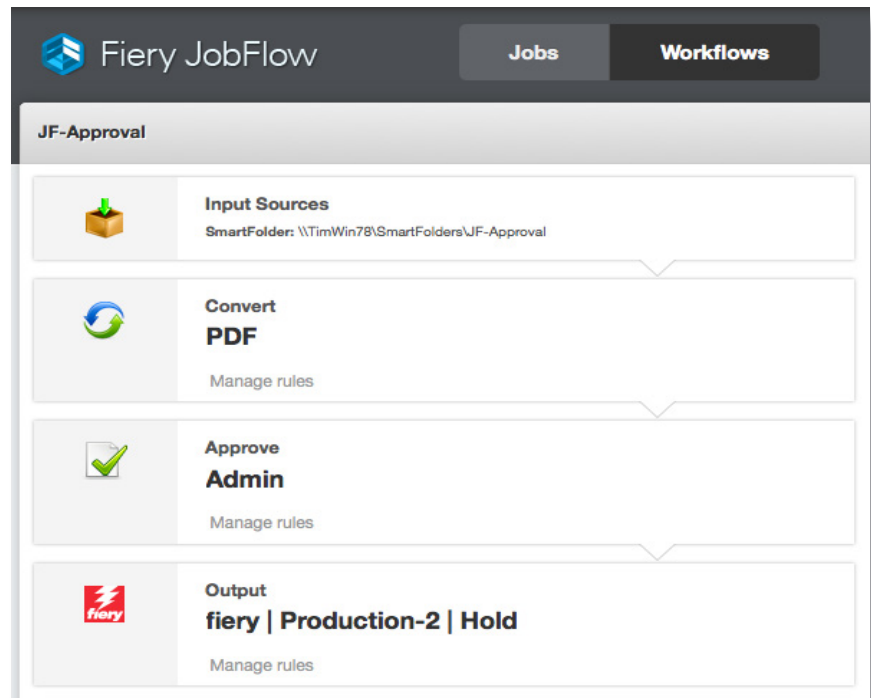 Fiery JobFlow
Jobs
Workflows
JF-Approval
Input Sources
SmartFolder: \\TimWin78\SmartFolders\JF-Approval
Convert
PDF
Manage rules
Approve
Admin
Manage rules
fiery
Output
fiery | Production-2 | Hold
Manage rules